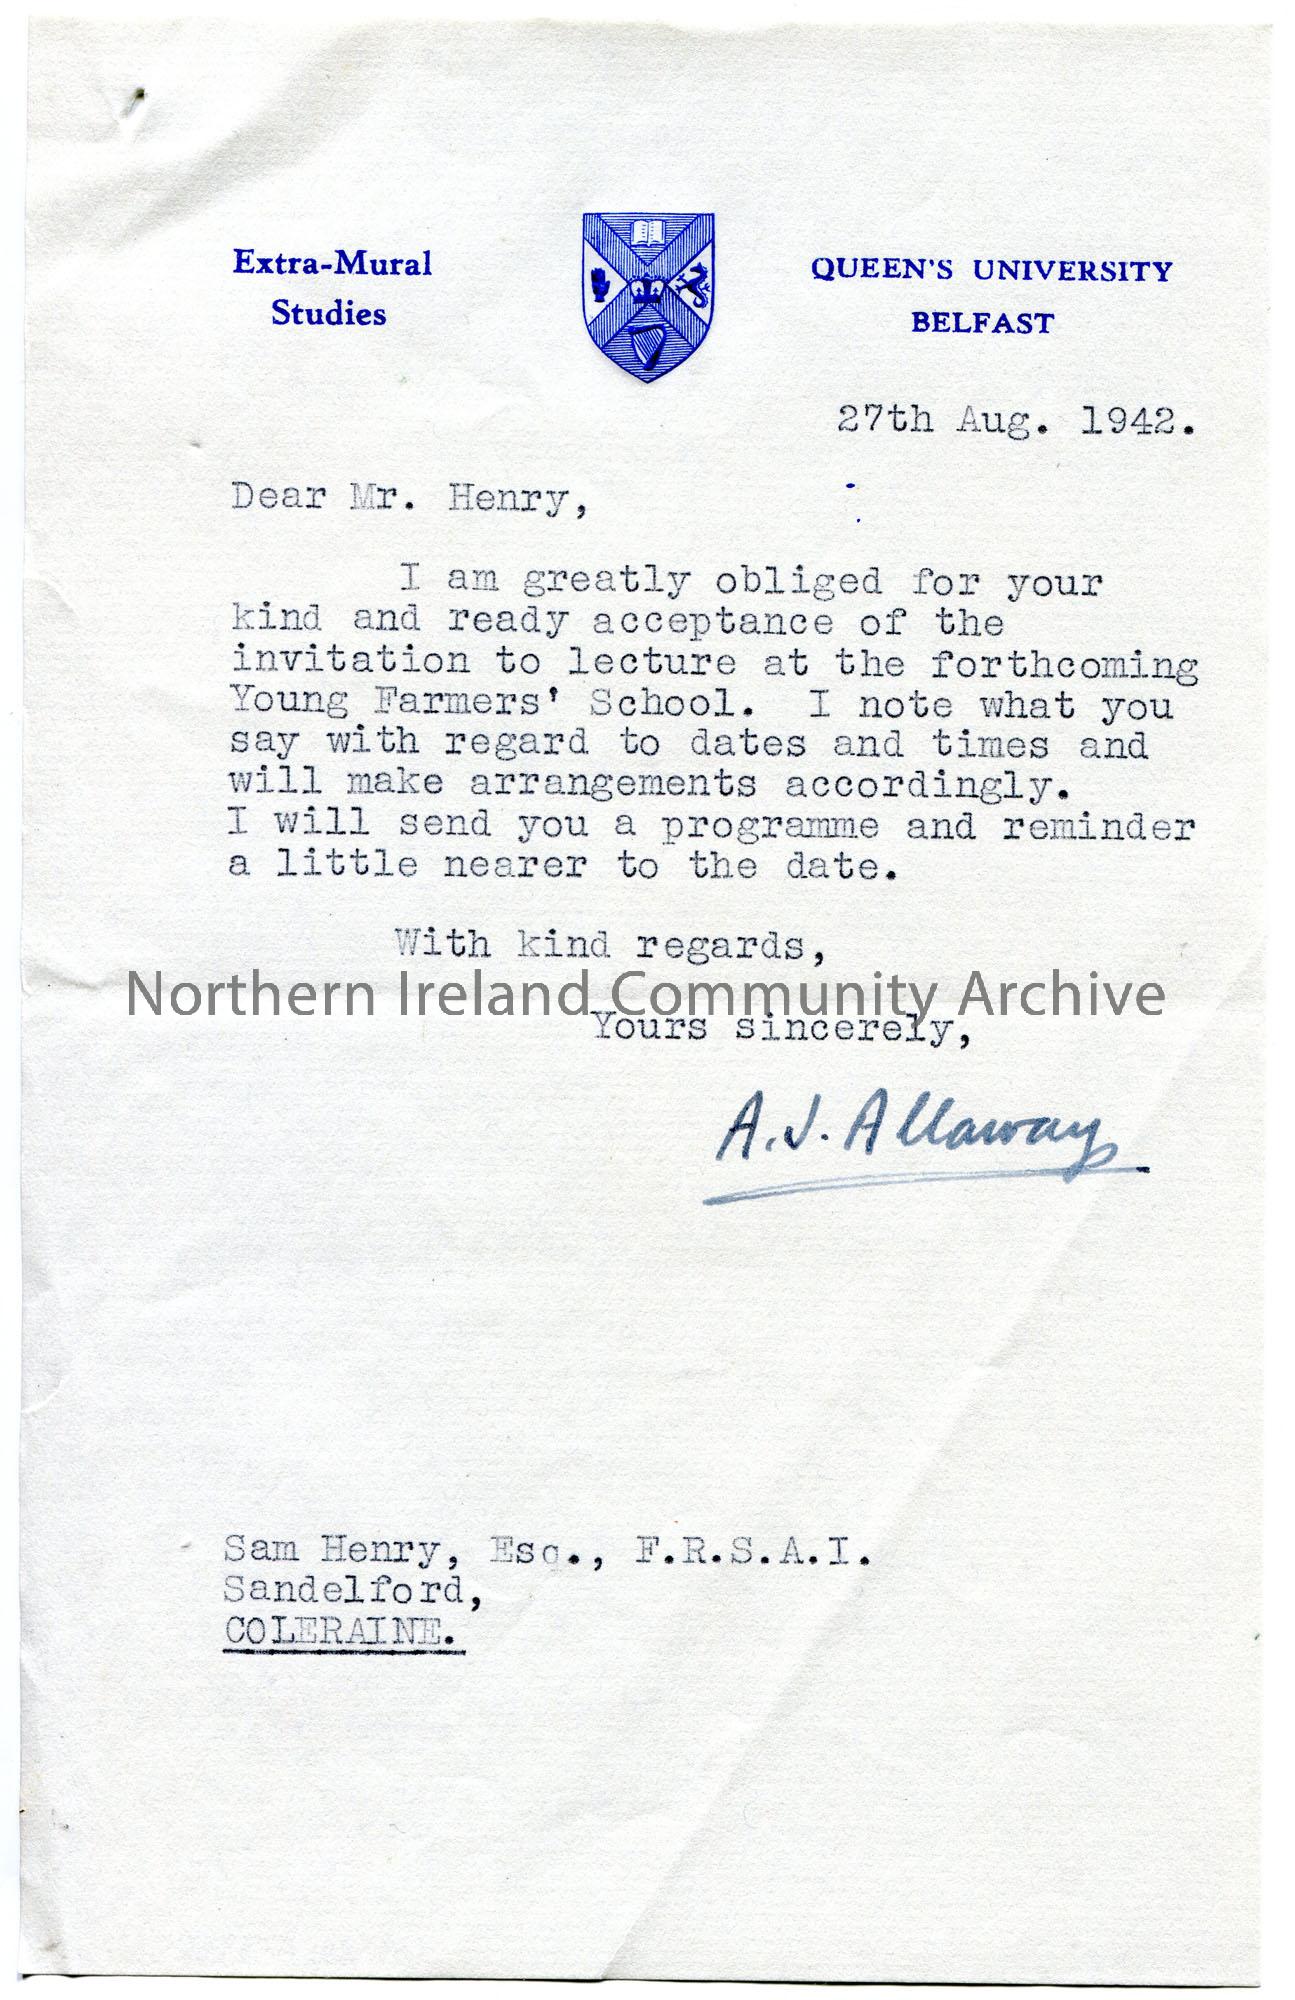 Extra-Mural
Studies
QUEEN'S UNIVERSITY
BELFAST
27th Aug. 1942.
Dear Mr. Henry,
I am greatly obliged for your
kind and ready acceptance of the
invitation to lecture at the forthcoming
Young Farmers' School. I note what you
say with regard to dates and times and
will make arrangements accordingly.
I will send you a programme and reminder
a little nearer to the date.
With kind regards,
Northern Ireland Community Archive
Yours sincerely,
A.J. Allaway
Sam Henry, Esq., F.R.S.A.I.
Sandelford,
COLERAINE.